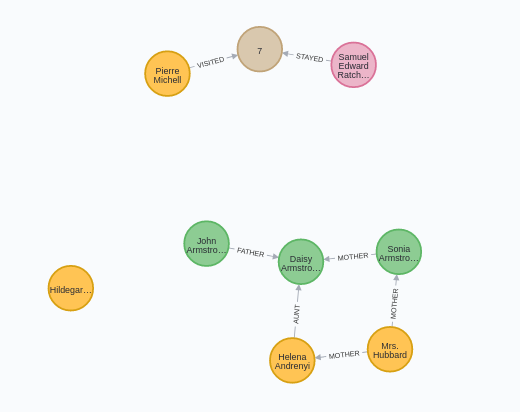 7
Pierre
Michell
VISITED
STAYED
Samuel
Edward
Ratch…
John
Armstro…
FATHER
Daisy
Armstro…
MOTHER
Sonia
Armstro…
Hildegar…
AUNT
MOTHER
Helena
Andrenyi
MOTHER
Mrs.
Hubbard